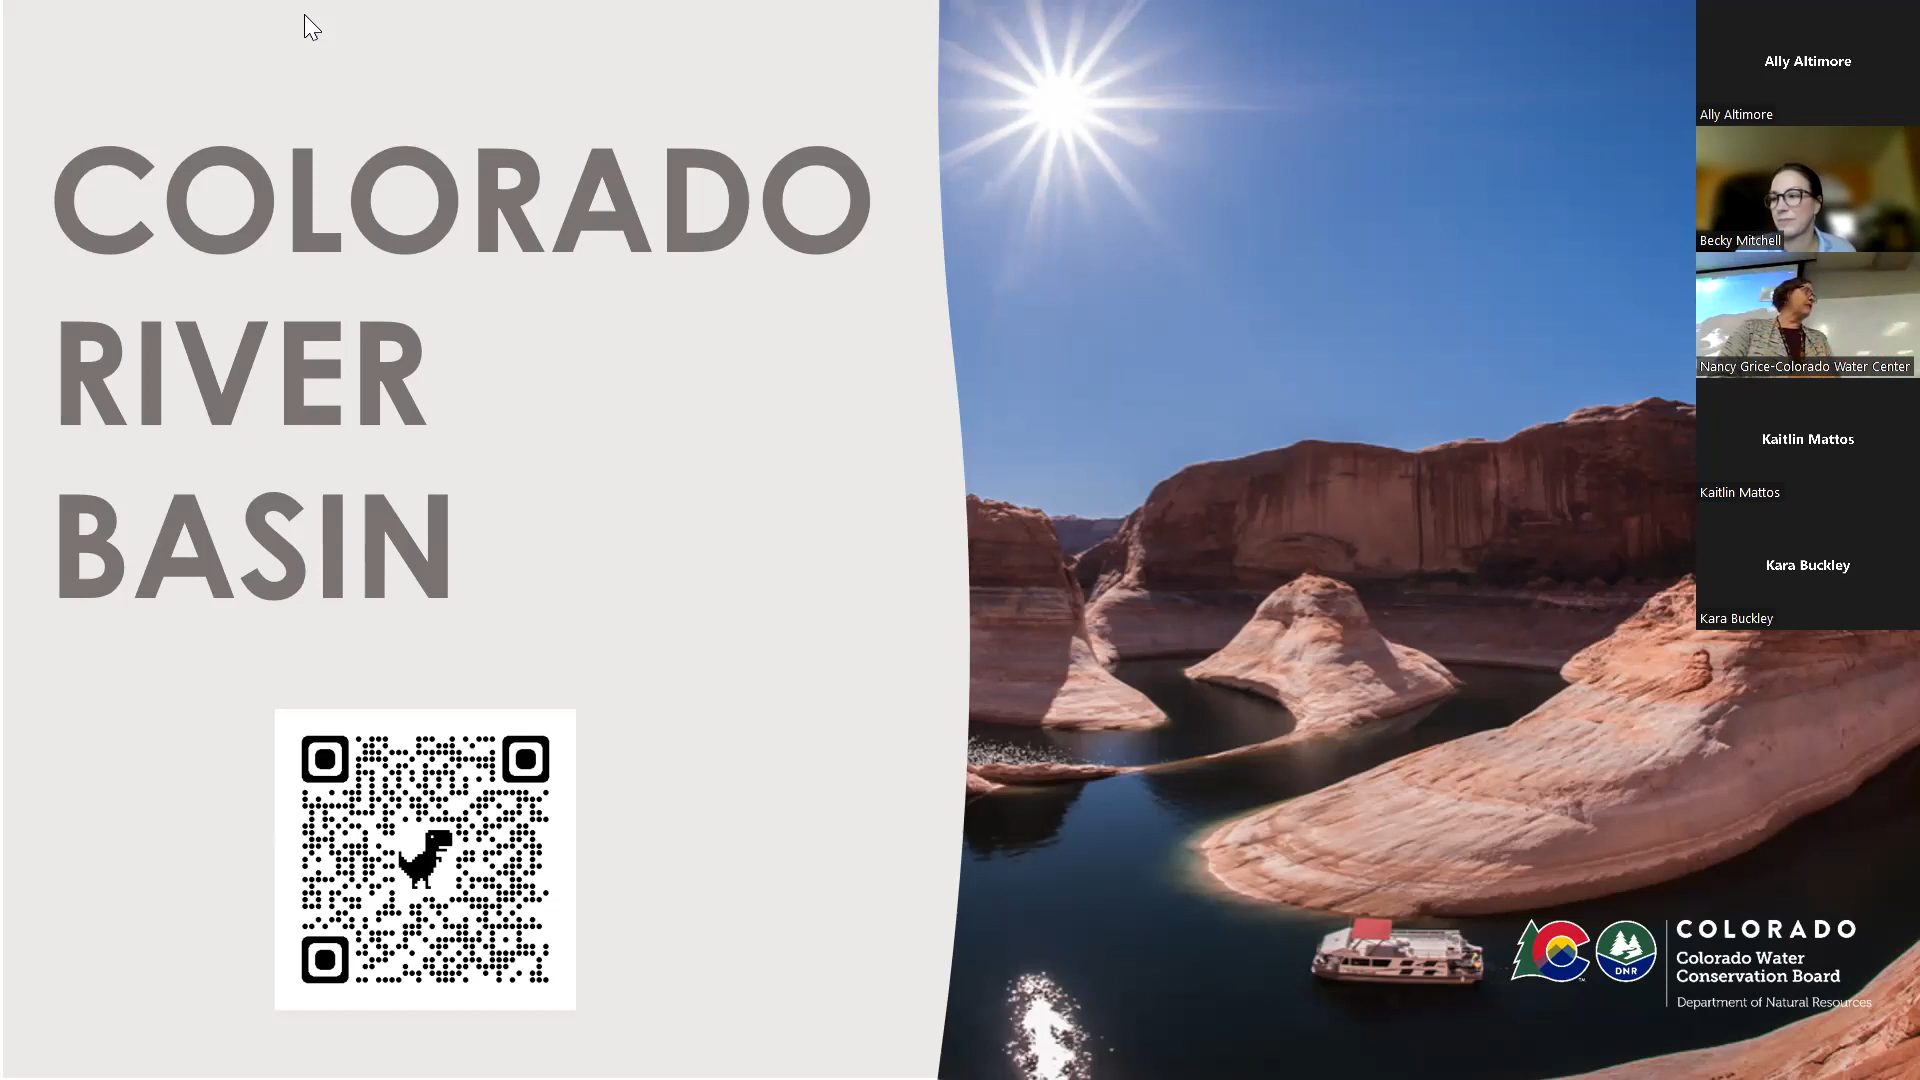 COLORADO
RIVER
BASIN
Ally Altimore
Ally Altimore
Becky Mitchell
Nancy Grice-Colorado Water Center
Kaitlin Mattos
Kaitlin Mattos
Kara Buckley
Kara Buckley
DNR
COLORADO
Colorado Water
Conservation Board
Department of Natural Resources